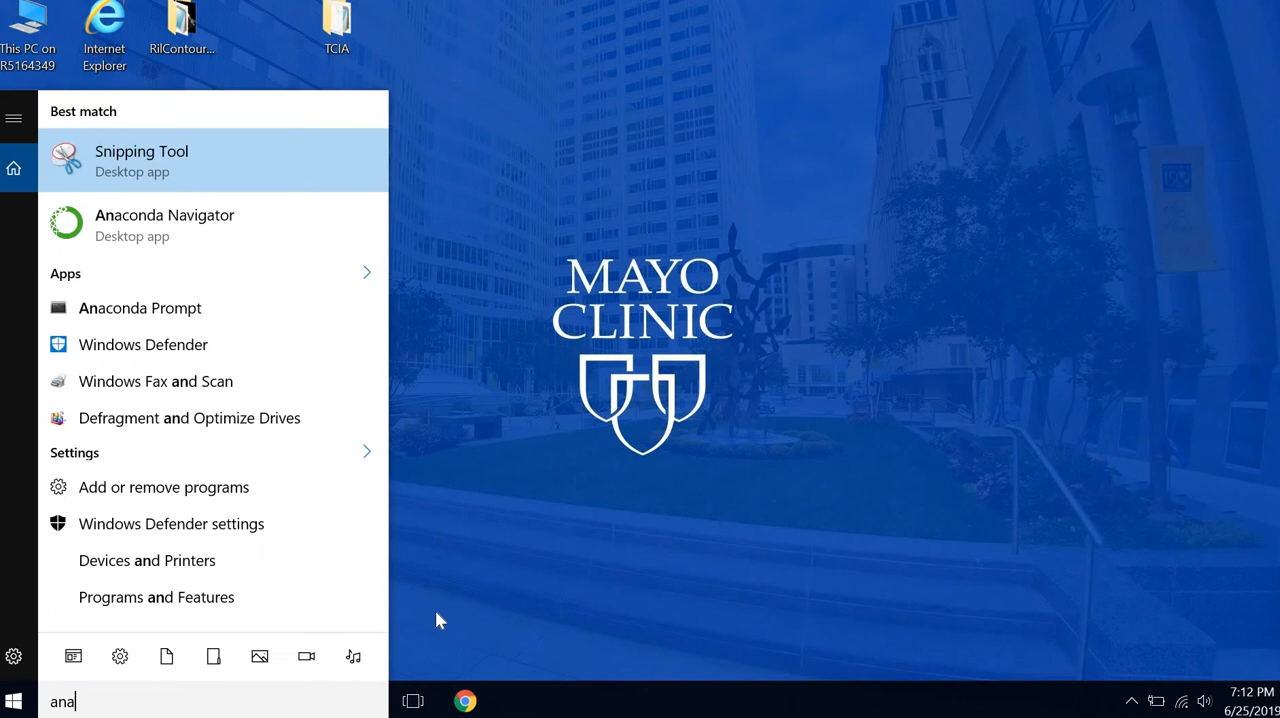 This PC on
R5164349
Internet
Explorer
RilContour...
TCIA
Best match
Snipping Tool
Desktop app
Anaconda Navigator
Desktop app
Apps
Anaconda Prompt
Windows Defender
Windows Fax and Scan
Defragment and Optimize Drives
Settings
Add or remove programs
Windows Defender settings
Devices and Printers
Programs and Features
ana
MAYO
CLINIC
7:12 PM
6/25/2019